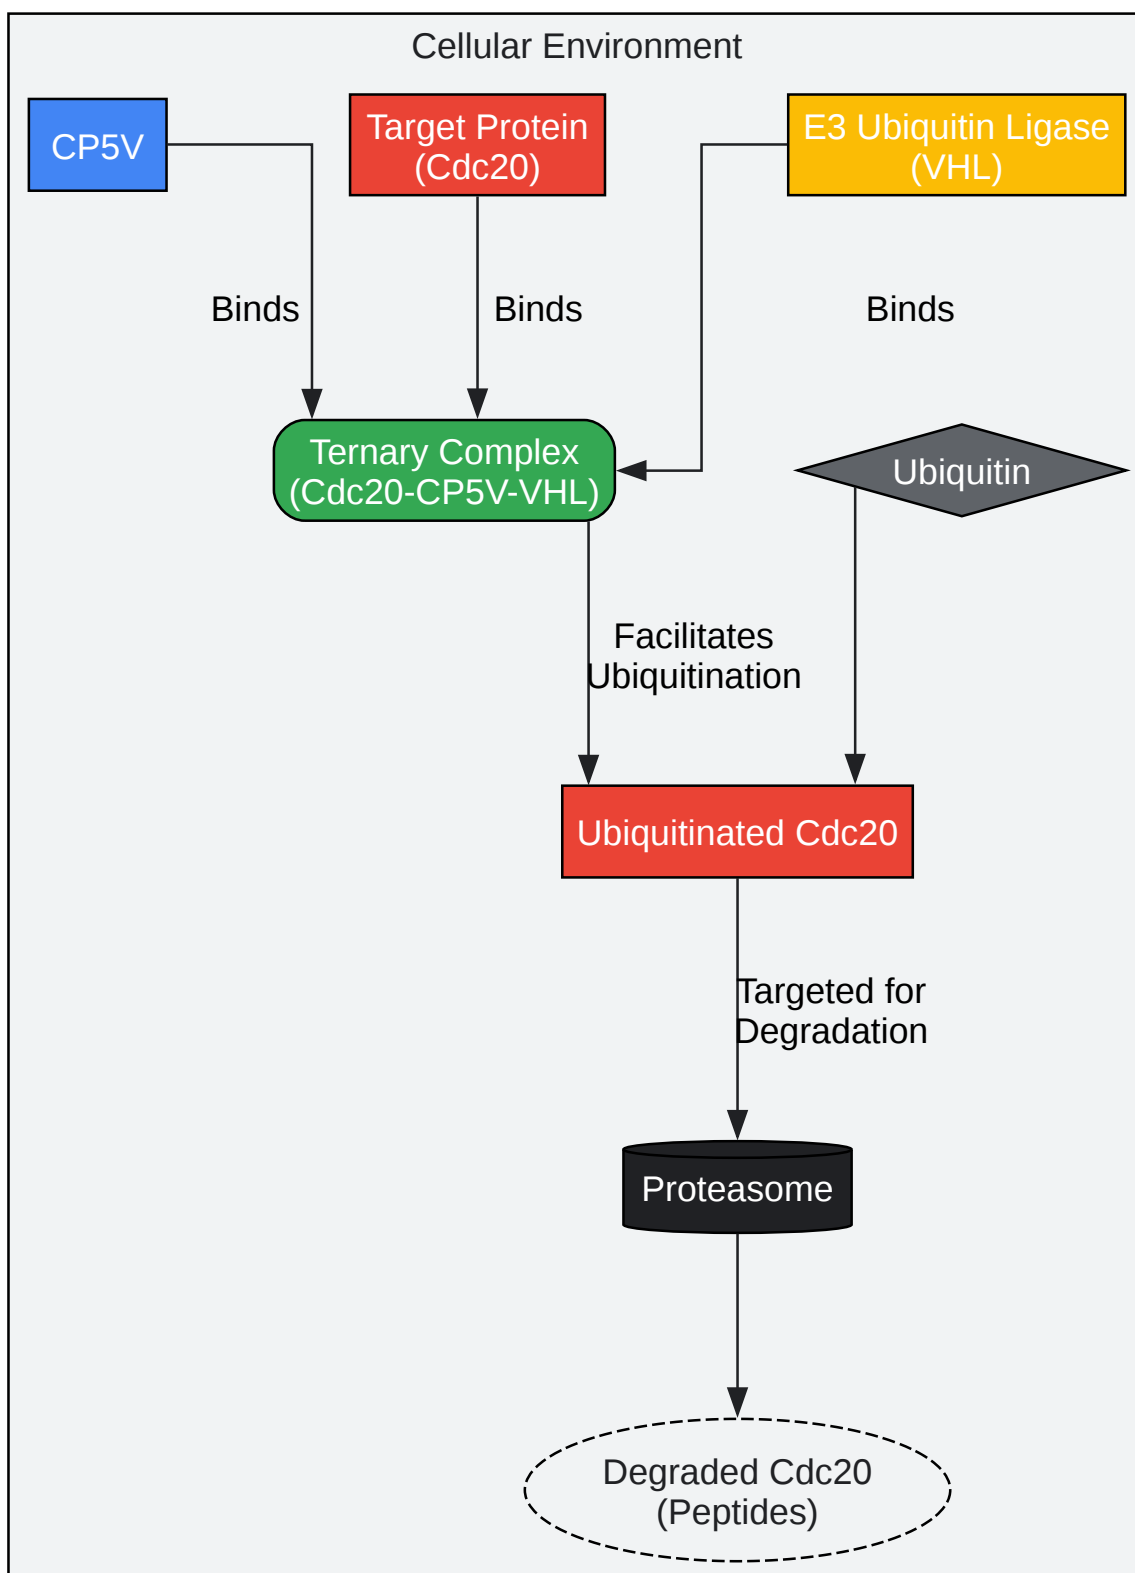 Cellular Environment
CP5V
Target Protein
(Cdc20)
E3 Ubiquitin Ligase
(VHL)
Binds
Binds
Binds
Ternary Complex
(Cdc20-CP5V-VHL)
Ubiquitin
Facilitates
Ubiquitination
Ubiquitinated Cdc20
Targeted for
Degradation
Proteasome
Degraded Cdc20
(Peptides)